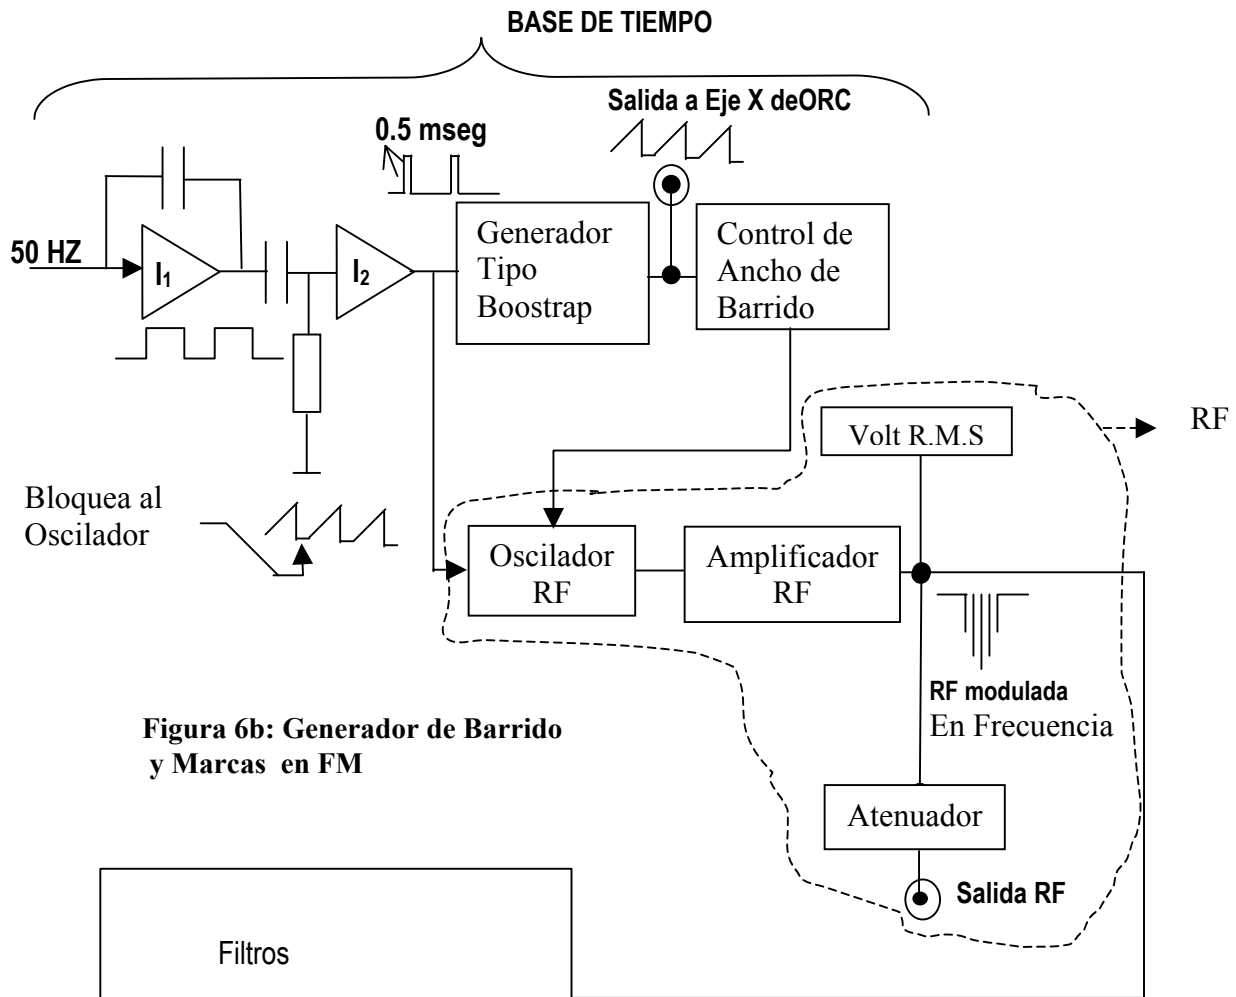 BASE DE TIEMPO
Salida a Eje X deORC
0.5 mseg
50 HZ
I1
I2
Generador
Tipo
Boostrap
Control de
Ancho de
Barrido
RF
Volt R.M.S
Bloquea al
Oscilador
Oscilador
RF
Amplificador
RF
RF modulada
En Frecuencia
Figura 6b: Generador de Barrido
y Marcas en FM
Atenuador
Salida RF
Filtros